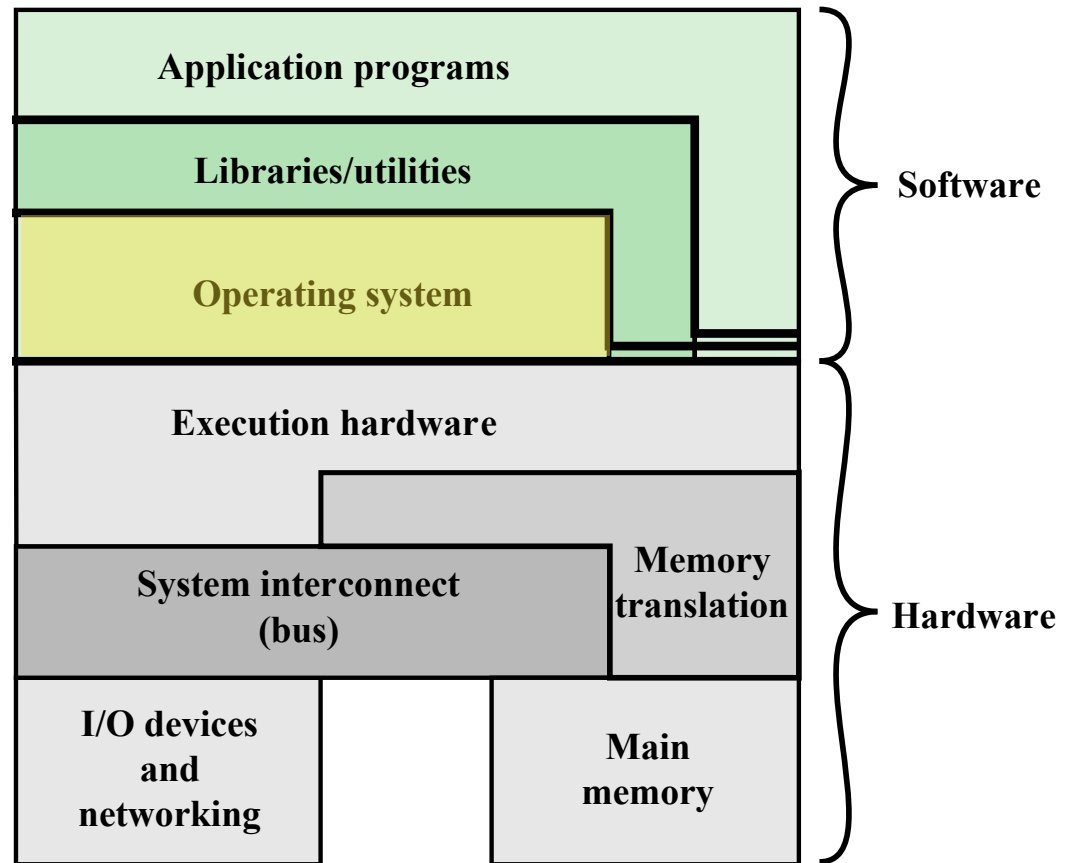 Application programs
Libraries/utilities
Software
Operating system
Execution hardware
Memory
translation
System interconnect
(bus)
Hardware
I/O devices
and
networking
Main
memory